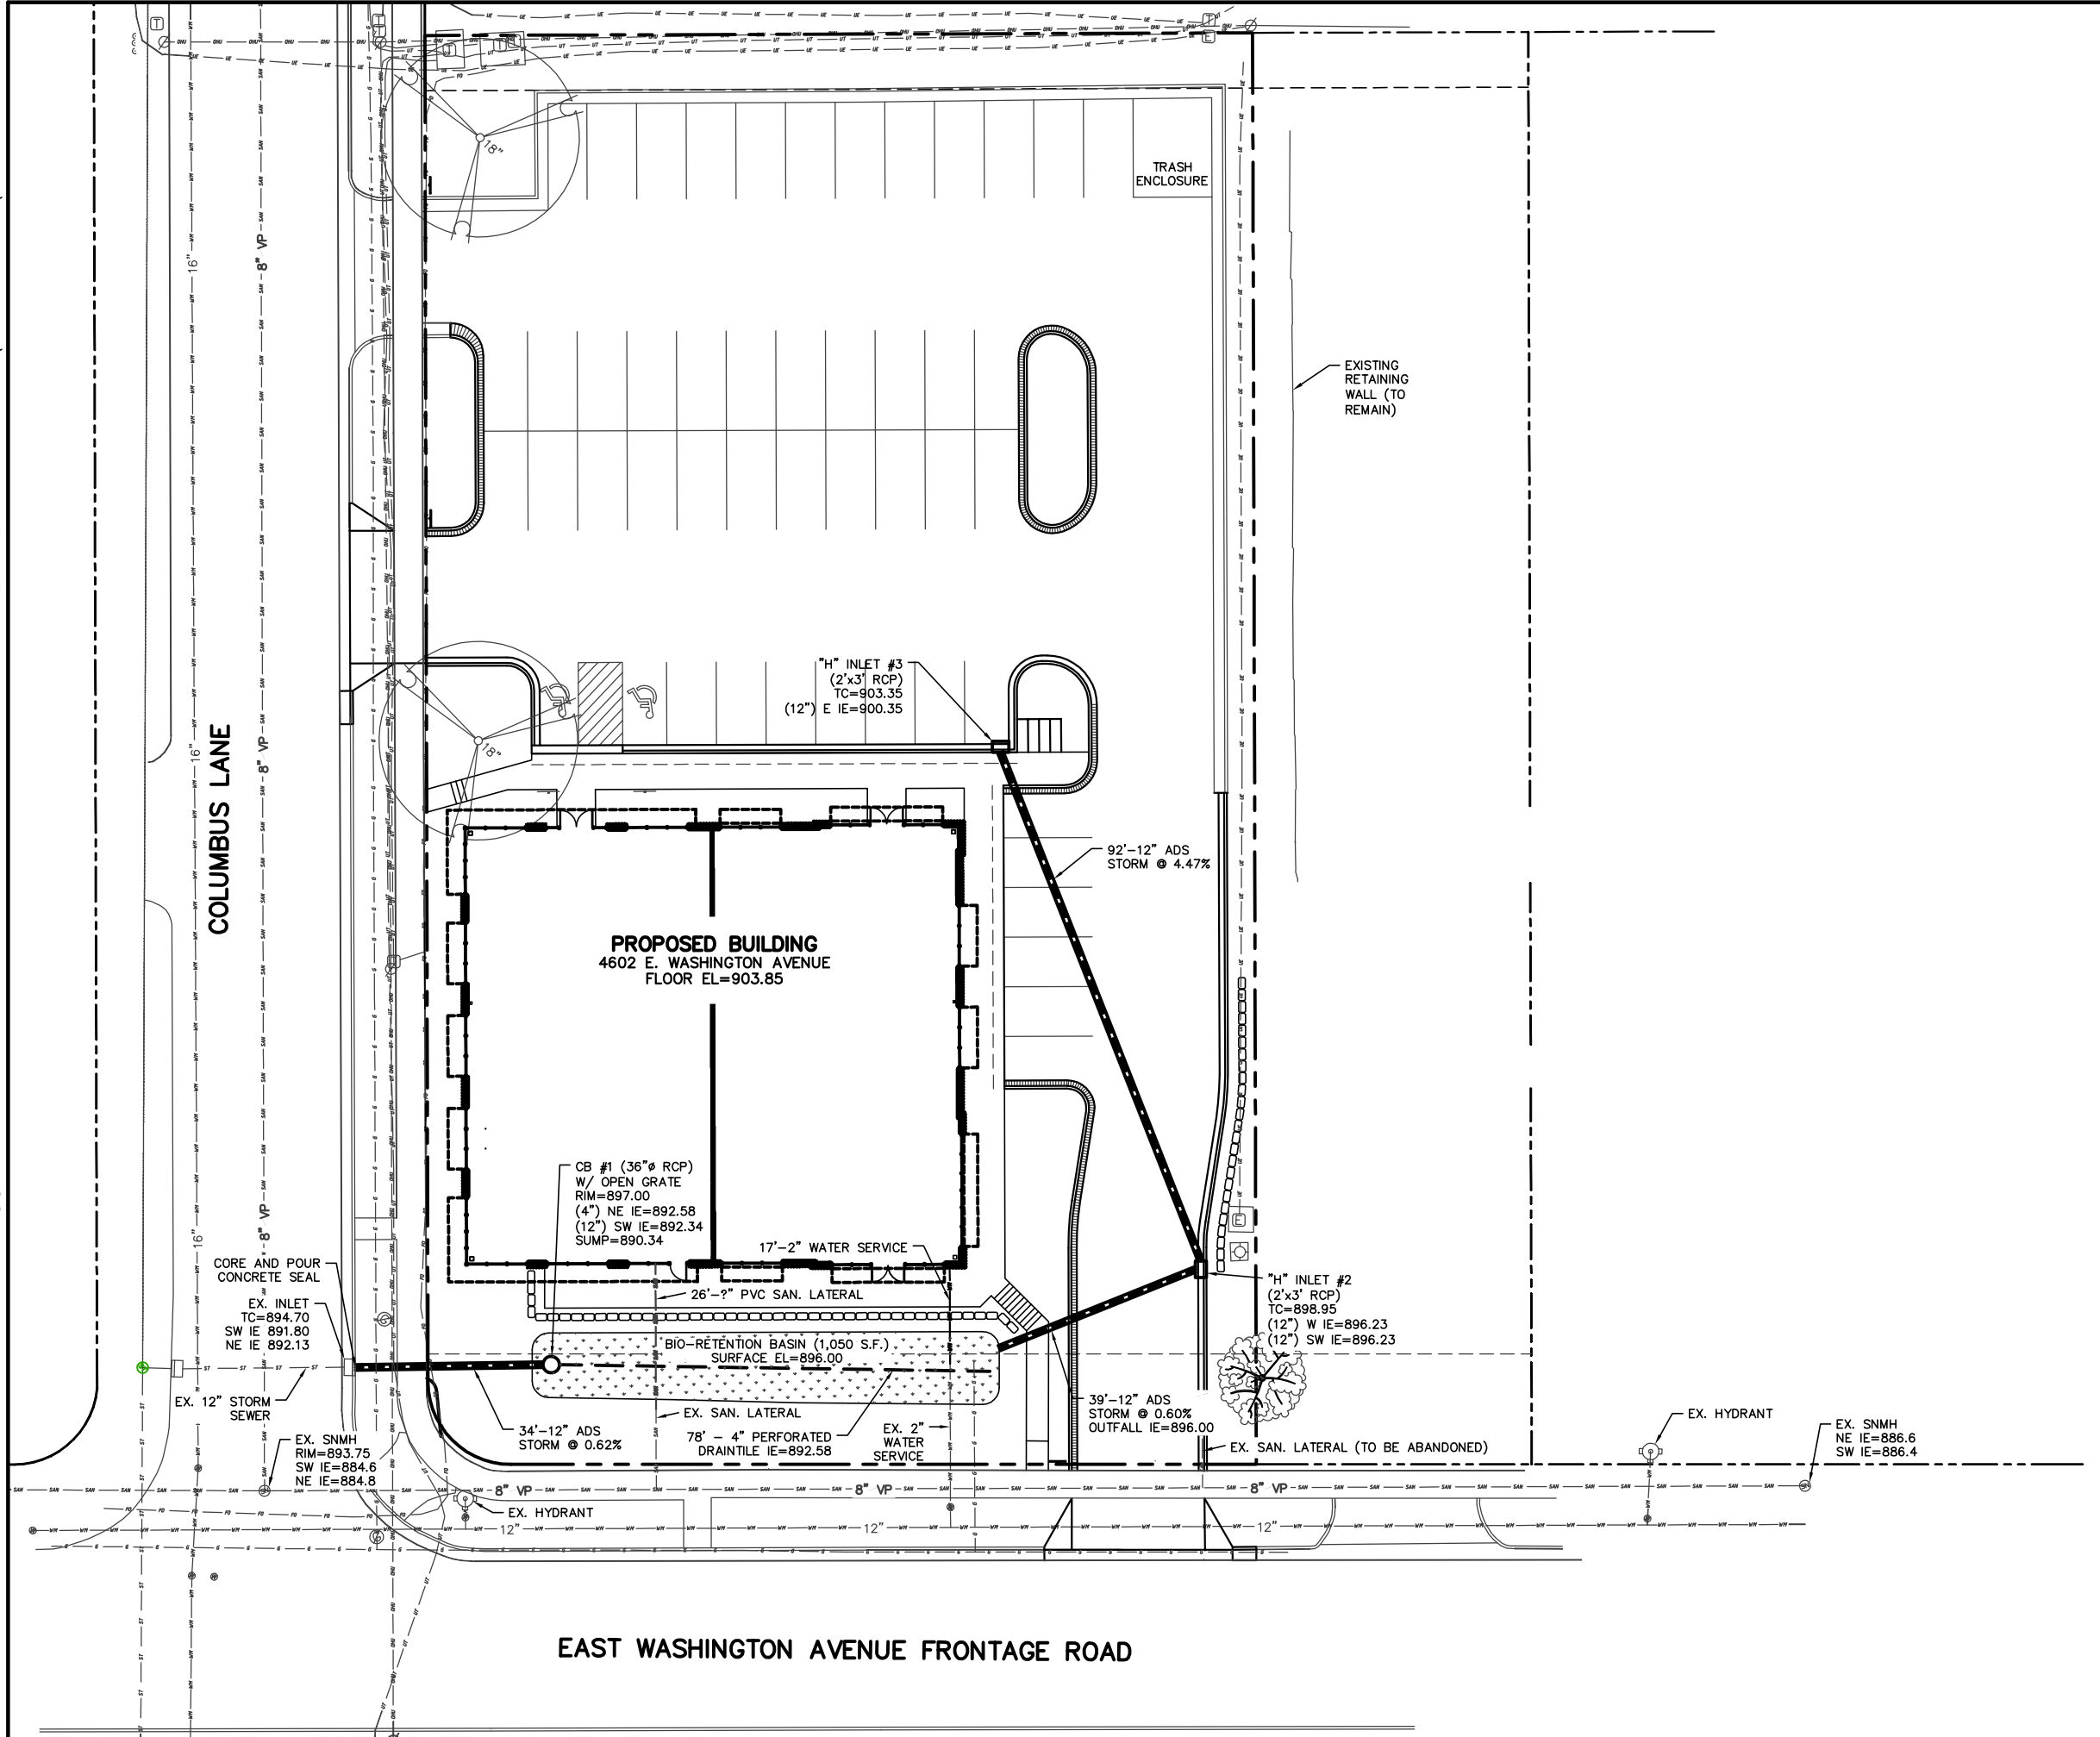 TRASH
ENCLOSURE
18"
EXISTING
RETAINING
WALL (TO
REMAIN)
16"
8" VP
"H" INLET #3
(2'x3' RCP)
TC=903.35
(12") E IE=900.35
18"
COLUMBUS LANE
16"
8" VP
92'-12" ADS
STORM @ 4.47%
PROPOSED BUILDING
4602 E. WASHINGTON AVENUE
FLOOR EL=903.85
CB #1 (36"ø RCP)
W/ OPEN GRATE
RIM=897.00
(4") NE IE=892.58
(12") SW IE=892.34
SUMP=890.34
16"
8" VP
17'-2" WATER SERVICE
CORE AND POUR
CONCRETE SEAL
26'-?" PVC SAN. LATERAL
"H" INLET #2
(2'x3' RCP)
TC=898.95
(12") W IE=896.23
(12") SW IE=896.23
EX. INLET
TC=894.70
SW IE 891.80
NE IE 892.13
BIO-RETENTION BASIN (1,050 S.F.)
SURFACE EL=896.00
EX. 12" STORM
SEWER
34'-12" ADS
STORM @ 0.62%
EX. SAN. LATERAL
78' - 4" PERFORATED
DRAINTILE IE=892.58
EX. 2"
WATER
SERVICE
39'-12" ADS
STORM @ 0.60%
OUTFALL IE=896.00
EX. SAN. LATERAL (TO BE ABANDONED)
EX. HYDRANT
EX. SNMH
NE IE=886.6
SW IE=886.4
EX. SNMH
RIM=893.75
SW IE=884.6
NE IE=884.8
8" VP
8" VP
8" VP
EX. HYDRANT
12"
12"
12"
EAST WASHINGTON AVENUE FRONTAGE ROAD